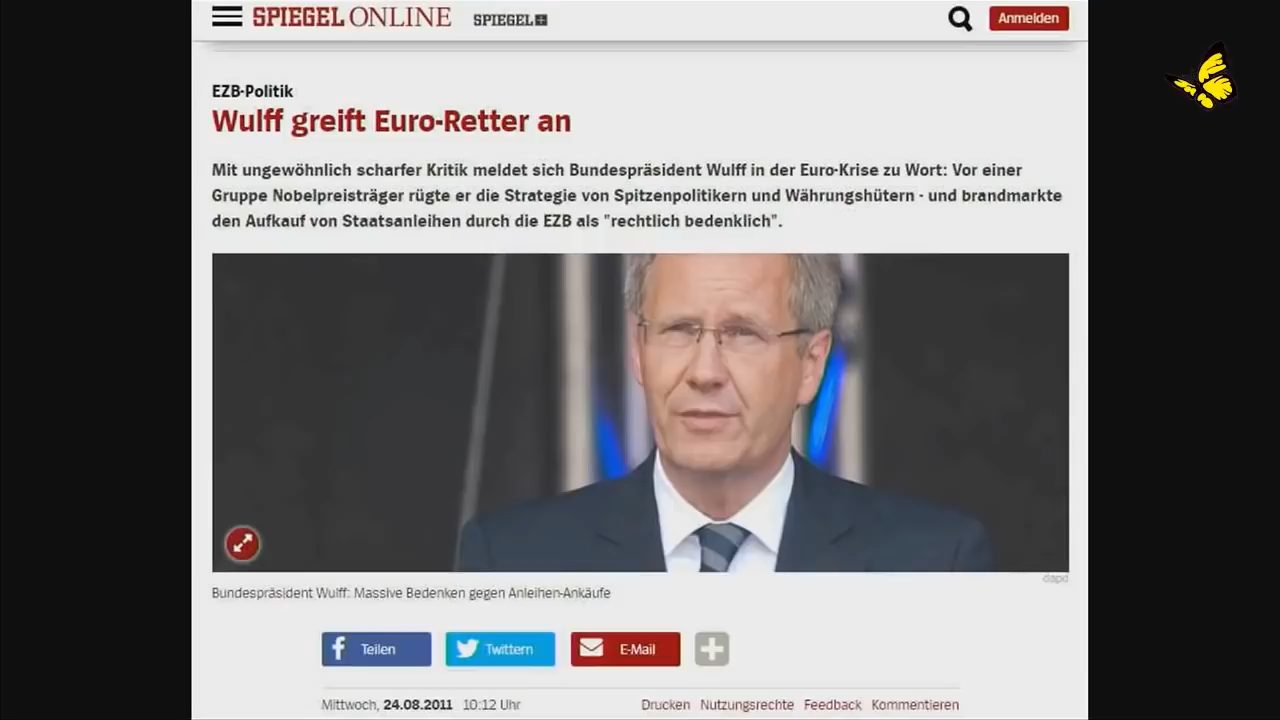 SPIEGEL ONLINE SPIEGEL+ Anmelden
EZB-Politik
Wulff greift Euro-Retter an
Mit ungewöhnlich scharfer Kritik meldet sich Bundespräsident Wulff in der Euro-Krise zu Wort: Vor einer
Gruppe Nobelpreisträger rügte er die Strategie von Spitzenpolitikern und Währungshütern - und brandmarkte
den Aufkauf von Staatsanleihen durch die EZB als "rechtlich bedenklich".
dapd
Bundespräsident Wulff: Massive Bedenken gegen Anleihen-Ankäufe
Teilen Twittern E-Mail
Mittwoch, 24.08.2011 10:12 Uhr Drucken Nutzungsrechte Feedback Kommentieren